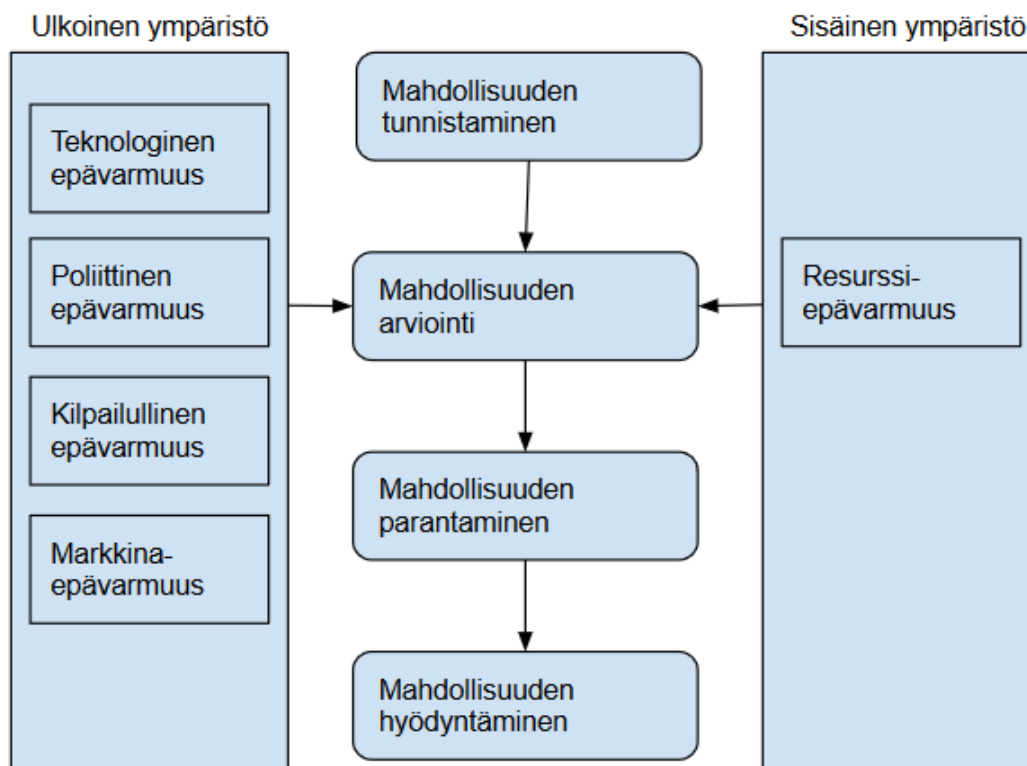 Ulkoinen ympäristö
Teknologinen
epävarmuus
Poliittinen
epävarmuus
Kilpailullinen
epävarmuus
Markkina-
epävarmuus
Mahdollisuuden
tunnistaminen
Mahdollisuuden
arviointi
Mahdollisuuden
parantaminen
Mahdollisuuden
hyödyntäminen
Sisäinen ympäristö
Resurssi-
epävarmuus